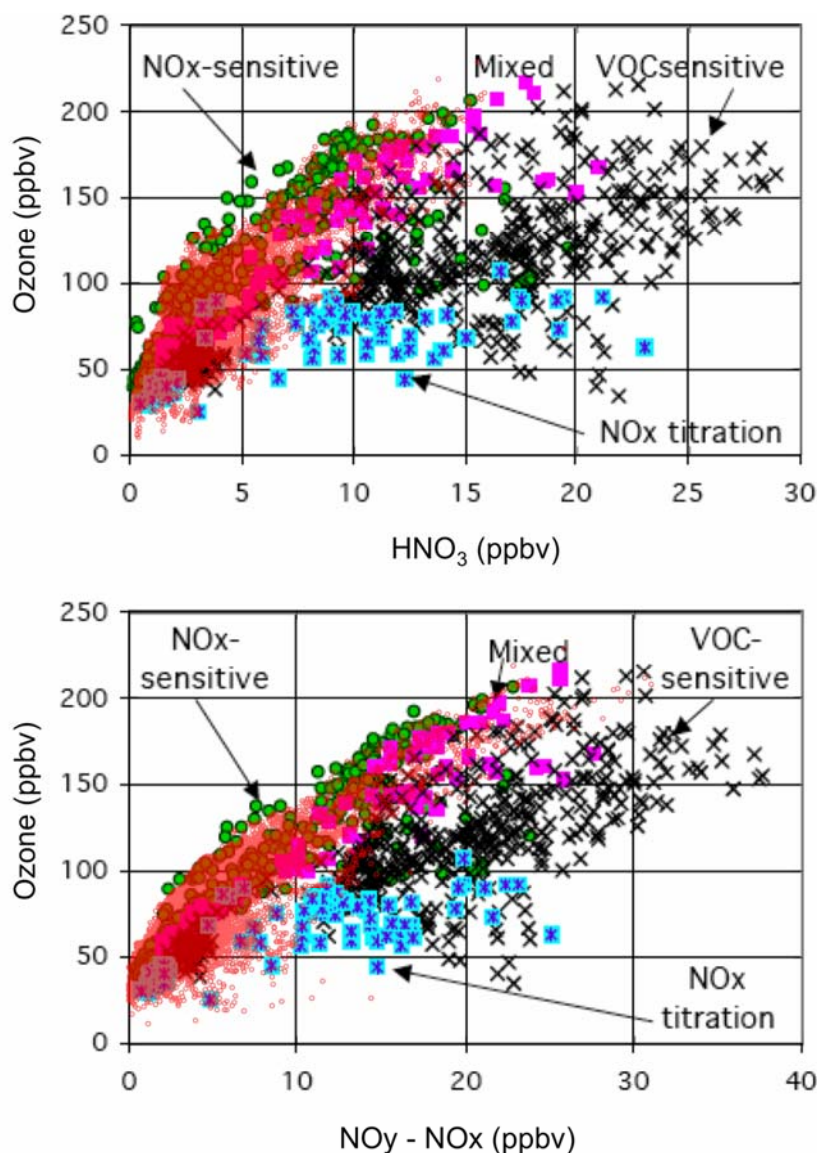 250
NOx-sensitive
Mixed
VOCsensitive
200
150
100
50
NOx titration
0
0 5 10 15 20 25 30
Ozone (ppbv)
HNO3 (ppbv)
250
NOx-
sensitive
Mixed
VOC-
sensitive
200
150
100
50
NOx
titration
0
0 10 20 30 40
Ozone (ppbv)
NOy - NOx (ppbv)